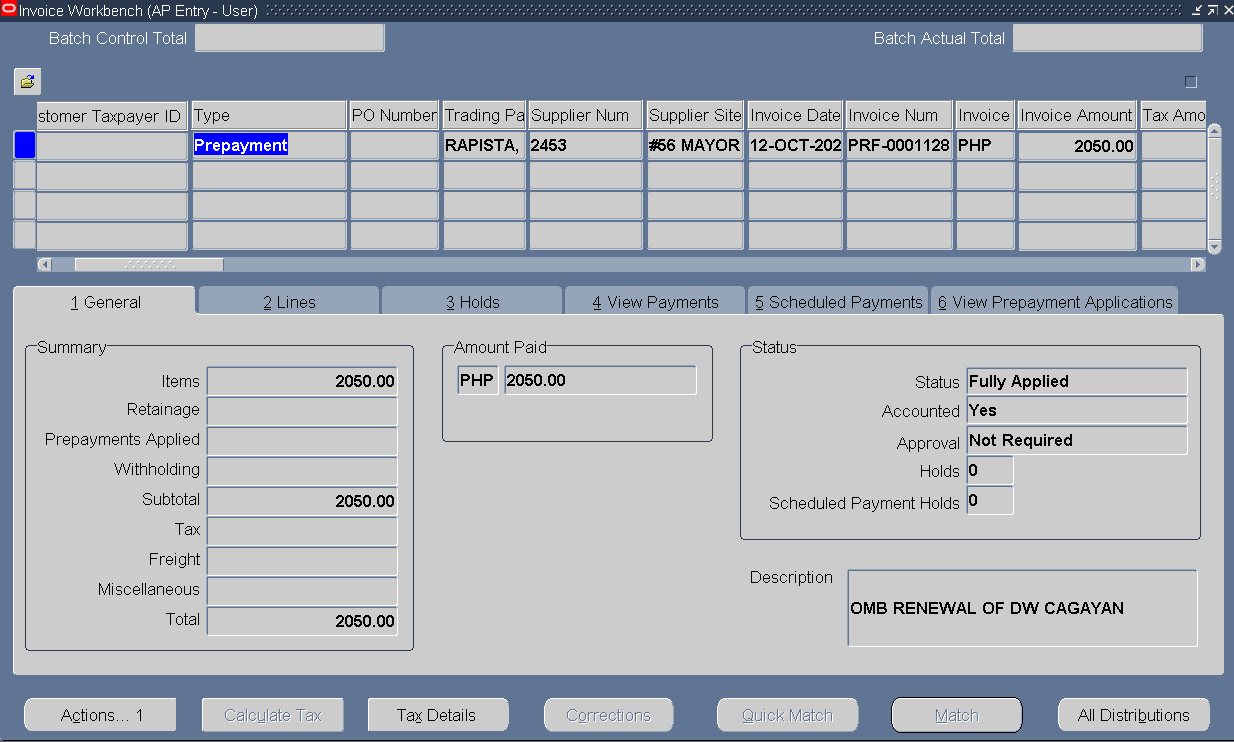 Invoice Workbench (AP Entry - User)
Batch Control Total
Batch Actual Total
stomer Taxpayer ID Type PO Number Trading Pa Supplier Num Supplier Site Invoice Date Invoice Num Invoice Invoice Amount Tax Amo
Prepayment RAPISTA, 2453 #56 MAYOR 12-OCT-202 PRF-0001128 PHP 2050.00
1 General 2 Lines 3 Holds 4 View Payments 5 Scheduled Payments 6 View Prepayment Applications
Summary
Items 2050.00
Retainage
Prepayments Applied
Withholding
Subtotal 2050.00
Tax
Freight
Miscellaneous
Total 2050.00
Amount Paid
PHP 2050.00
Status
Status Fully Applied
Accounted Yes
Approval Not Required
Holds 0
Scheduled Payment Holds 0
Description OMB RENEWAL OF DW CAGAYAN
Actions... 1 Calculate Tax Tax Details Corrections Quick Match Match All Distributions